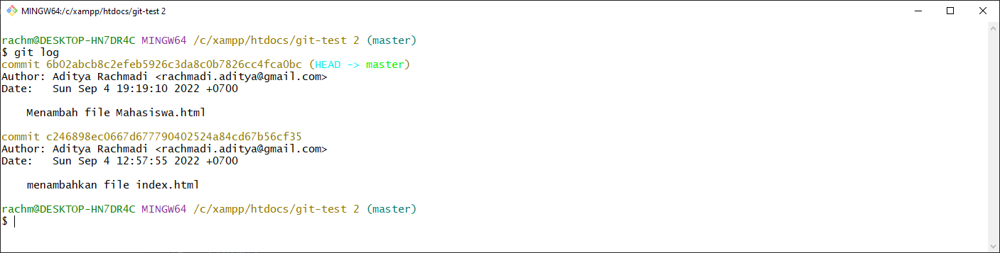 MINGW64:/c/xampp/htdocs/git-test 2
rachm@DESKTOP-HN7DR4C MINGW64 /c/xampp/htdocs/git-test 2 (master)
$ git log
commit 6b02abcb8c2efeb5926c3da8c0b7826cc4fca0bc (HEAD -> master)
Author: Aditya Rachmadi <rachmadi.aditya@gmail.com>
Date:   Sun Sep 4 19:19:10 2022 +0700
    Menambah file Mahasiswa.html
commit c246898ec0667d677790402524a84cd67b56cf35
Author: Aditya Rachmadi <rachmadi.aditya@gmail.com>
Date:   Sun Sep 4 12:57:55 2022 +0700
    menambahkan file index.html
rachm@DESKTOP-HN7DR4C MINGW64 /c/xampp/htdocs/git-test 2 (master)
$